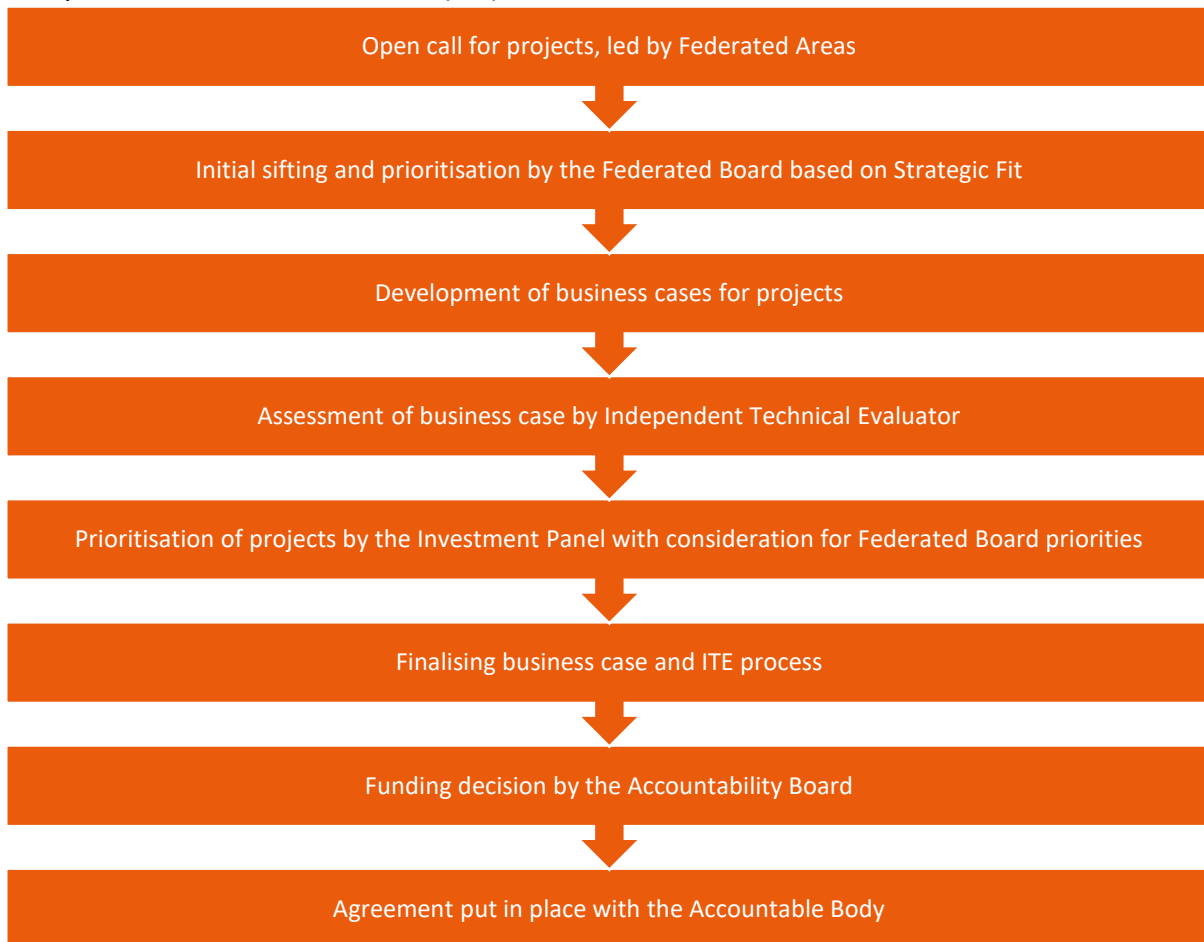 Open call for projects, led by Federated Areas
Initial sifting and prioritisation by the Federated Board based on Strategic Fit
Development of business cases for projects
Assessment of business case by Independent Technical Evaluator
Prioritisation of projects by the Investment Panel with consideration for Federated Board priorities
Finalising business case and ITE process
Funding decision by the Accountability Board
Agreement put in place with the Accountable Body